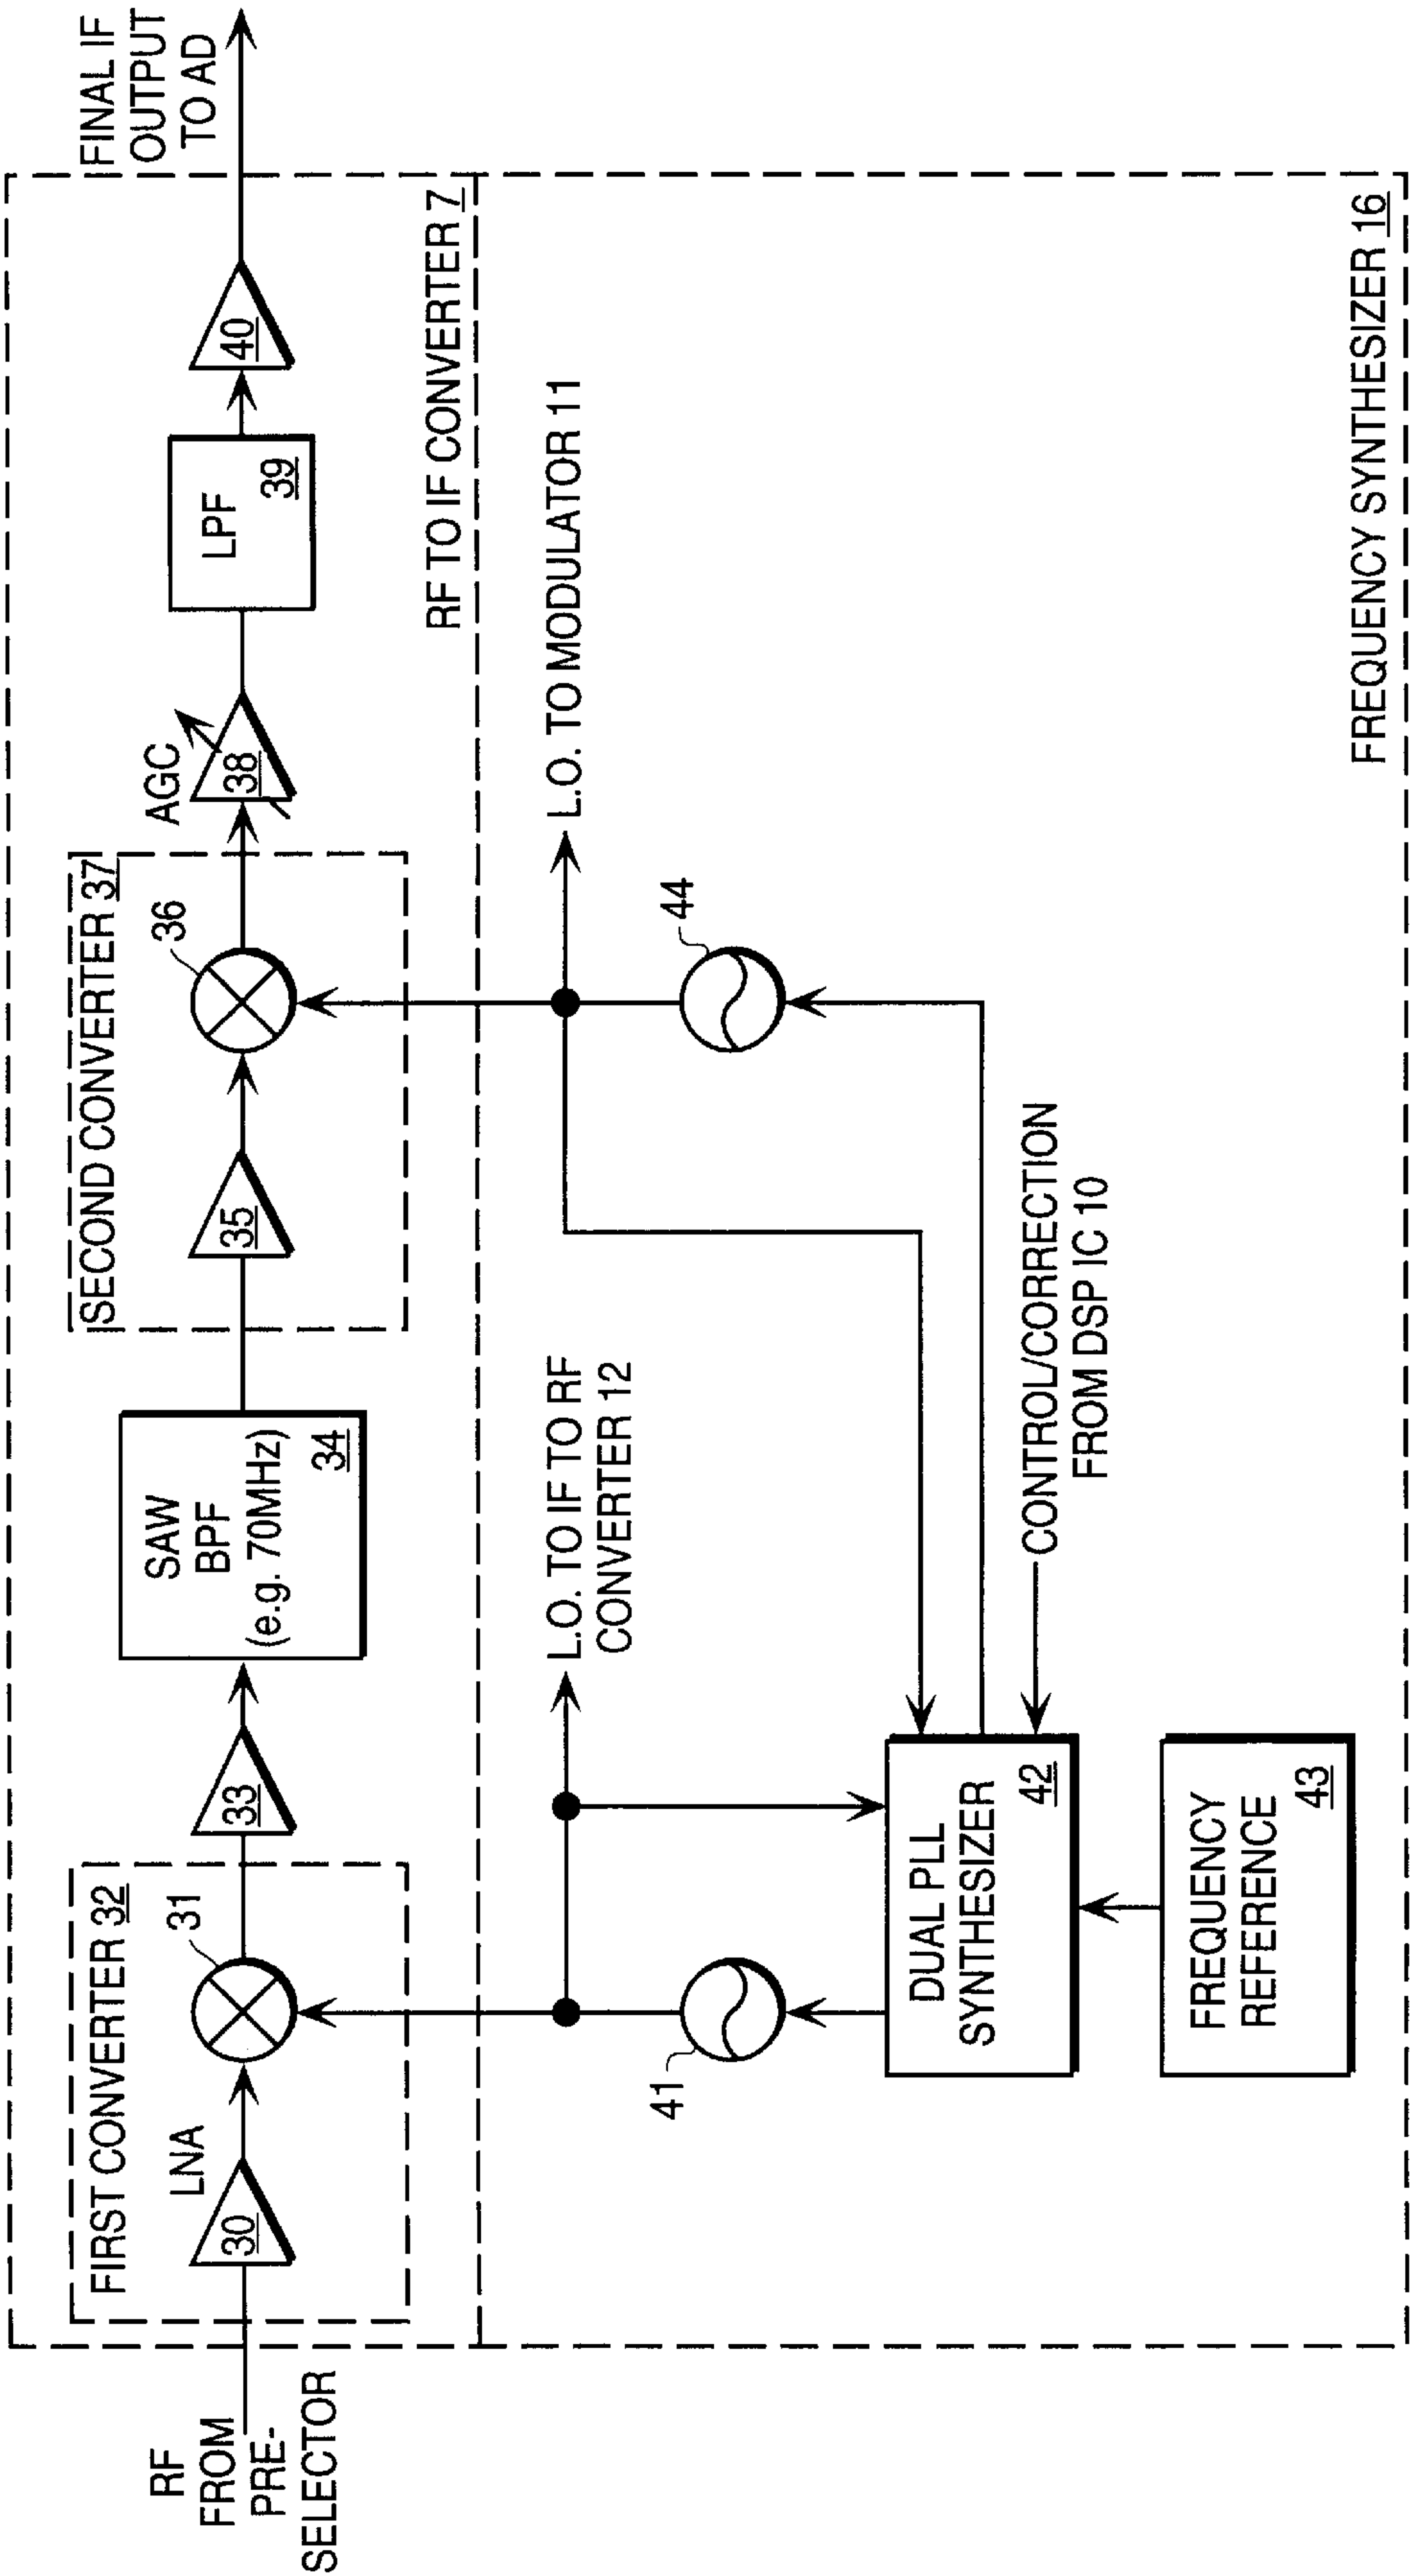 RF
FROM
PRE-
SELECTOR
FIRST CONVERTER 32
LNA
30
31
33
SAW
BPF
(e.g. 70MHz)
34
SECOND CONVERTER 37
35
36
AGC
38
LPF
39
40
FINAL IF
OUTPUT
TO AD
RF TO IF CONVERTER 7
L.O. TO IF TO RF
CONVERTER 12
L.O. TO MODULATOR 11
41
44
DUAL PLL
SYNTHESIZER
42
CONTROL/CORRECTION
FROM DSP IC 10
FREQUENCY
REFERENCE
43
FREQUENCY SYNTHESIZER 16